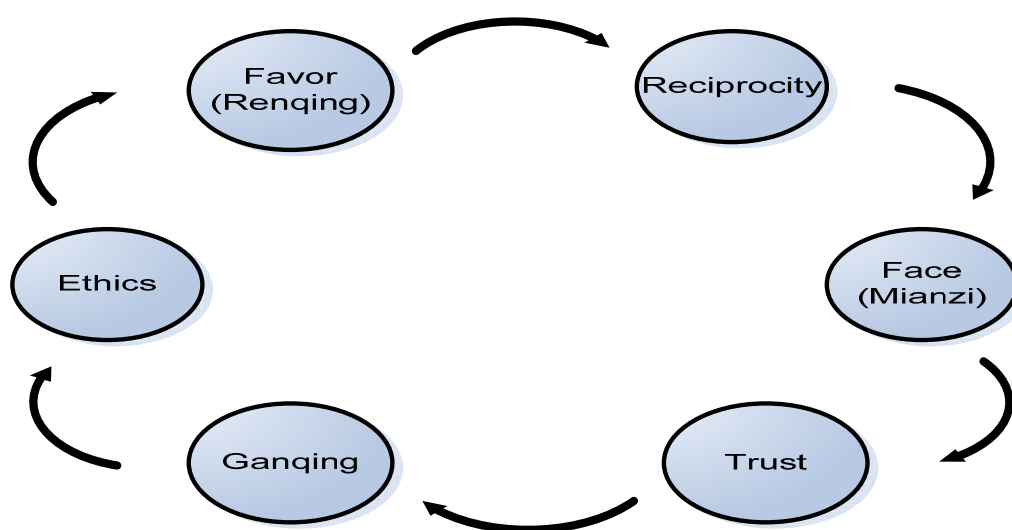 Favor
(Renqing)
Reciprocity
Face
(Mianzi)
Trust
Ganqing
Ethics